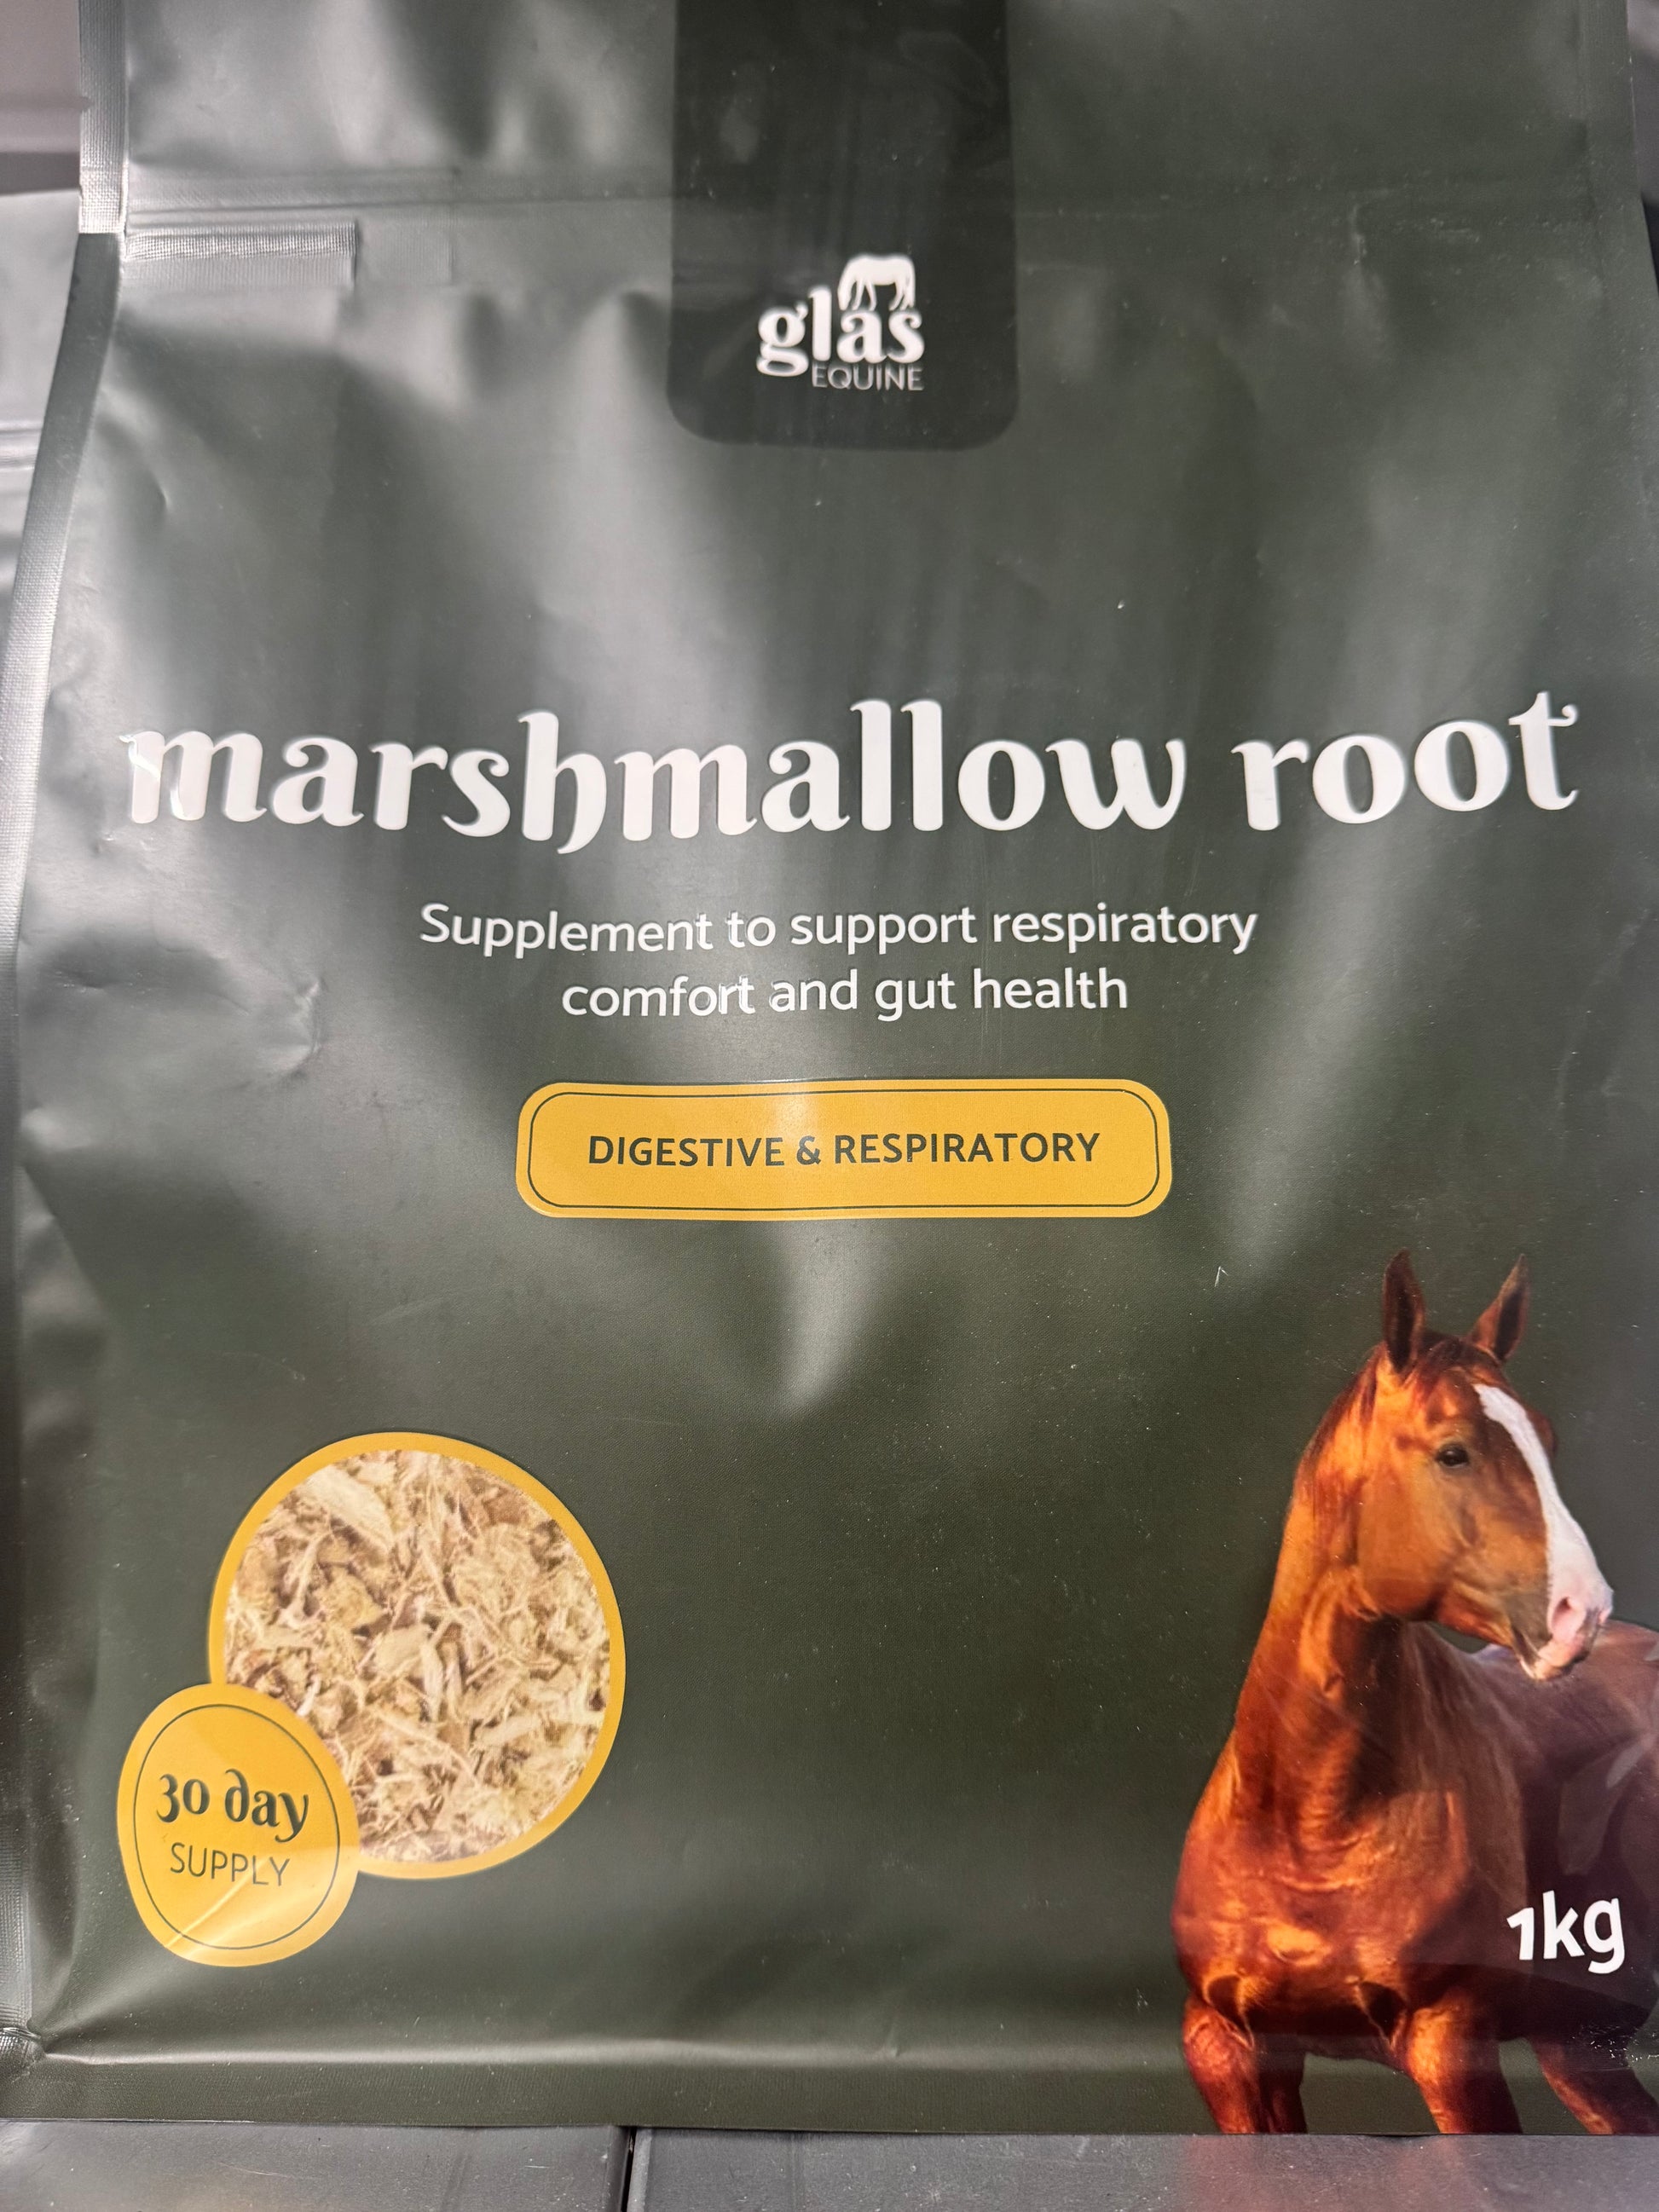 glas
EQUINE
marshmallow root
Supplement to support respiratory
comfort and gut health
DIGESTIVE & RESPIRATORY
30 day
SUPPLY
1kg